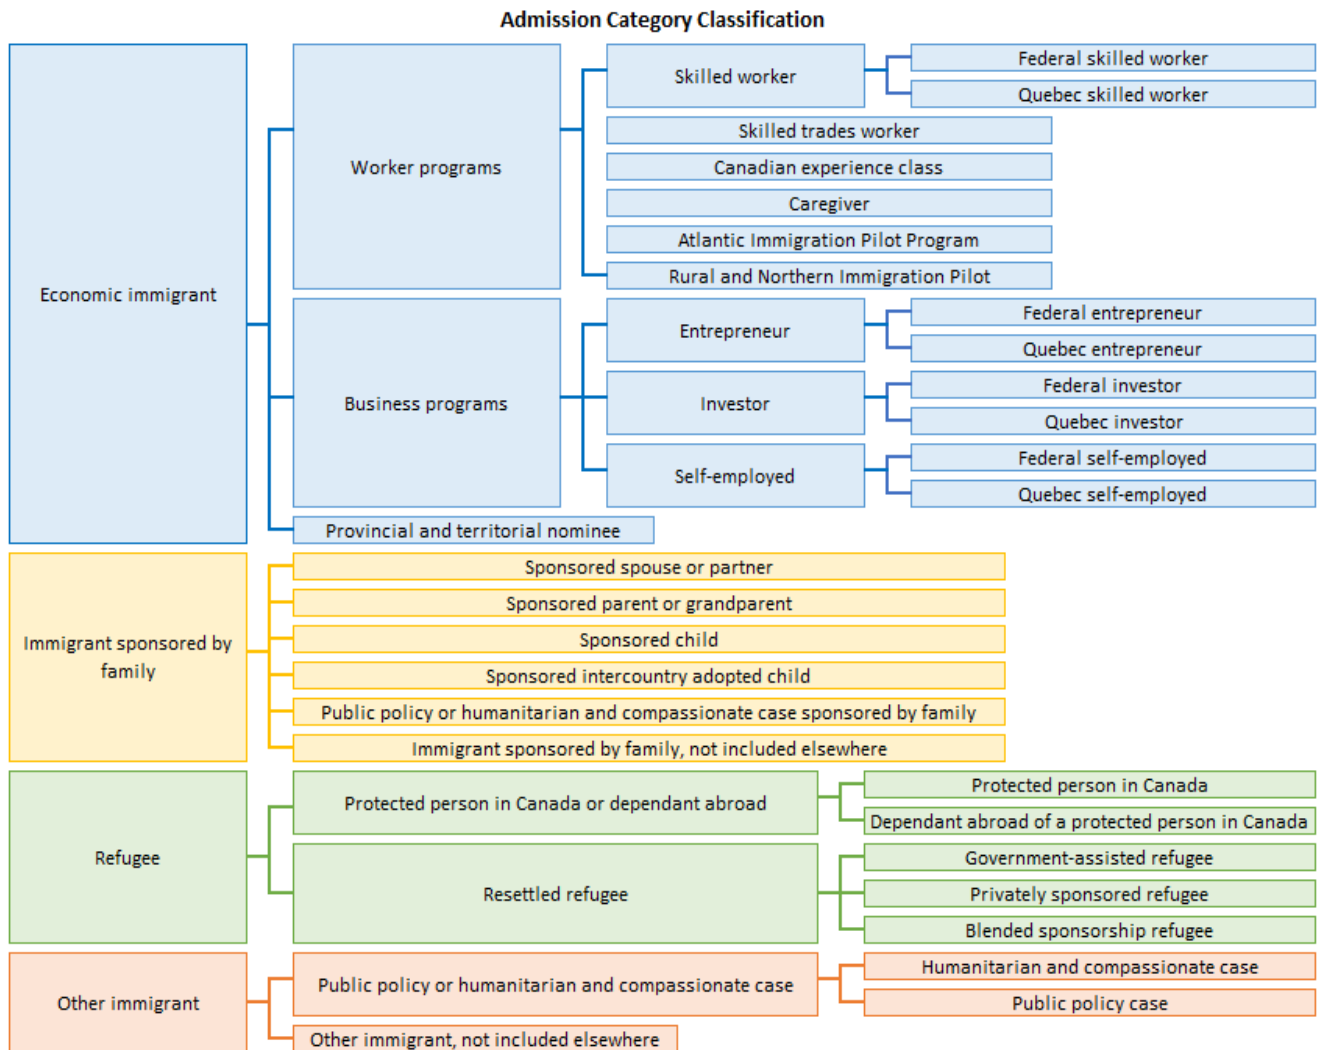 Admission Category Classification
Economic immigrant
Worker programs
Skilled worker
Federal skilled worker
Quebec skilled worker
Skilled trades worker
Canadian experience class
Caregiver
Atlantic Immigration Pilot Program
Rural and Northern Immigration Pilot
Business programs
Entrepreneur
Federal entrepreneur
Quebec entrepreneur
Investor
Federal investor
Quebec investor
Self-employed
Federal self-employed
Quebec self-employed
Provincial and territorial nominee
Immigrant sponsored by
family
Sponsored spouse or partner
Sponsored parent or grandparent
Sponsored child
Sponsored intercountry adopted child
Public policy or humanitarian and compassionate case sponsored by family
Immigrant sponsored by family, not included elsewhere
Refugee
Protected person in Canada or dependant abroad
Protected person in Canada
Dependant abroad of a protected person in Canada
Resettled refugee
Government-assisted refugee
Privately sponsored refugee
Blended sponsorship refugee
Other immigrant
Public policy or humanitarian and compassionate case
Humanitarian and compassionate case
Public policy case
Other immigrant, not included elsewhere